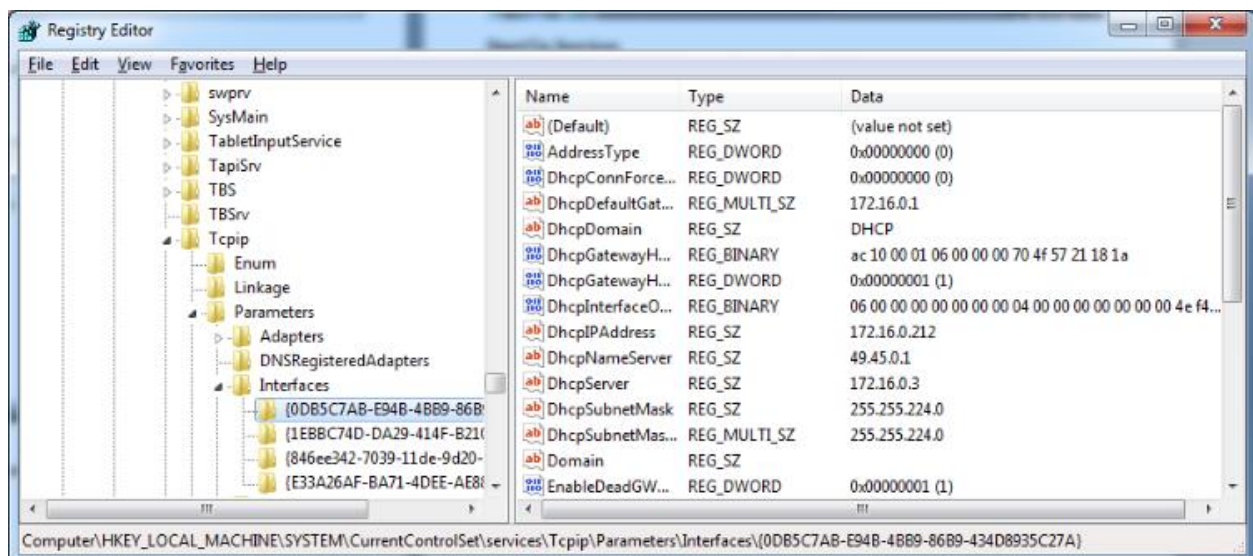 Registry Editor
File Edit View Favorites Help
swprv
SysMain
TabletInputService
TapiSrv
TBS
TBSrv
Tcpip
Enum
Linkage
Parameters
Adapters
DNSRegisteredAdapters
Interfaces
{0DB5C7AB-E94B-4BB9-86B9
{1EBBC74D-DA29-414F-B210
{846ee342-7039-11de-9d20-
{E33A26AF-BA71-4DEE-AE88
Name Type Data
(Default) REG_SZ (value not set)
AddressType REG_DWORD 0x00000000 (0)
DhcpConnForce... REG_DWORD 0x00000000 (0)
DhcpDefaultGat... REG_MULTI_SZ 172.16.0.1
DhcpDomain REG_SZ DHCP
DhcpGatewayH... REG_BINARY ac 10 00 01 06 00 00 00 70 4f 57 21 18 1a
DhcpGatewayH... REG_DWORD 0x00000001 (1)
DhcpInterfaceO... REG_BINARY 06 00 00 00 00 00 00 00 04 00 00 00 00 00 00 00 4e f4...
DhcpIPAddress REG_SZ 172.16.0.212
DhcpNameServer REG_SZ 49.45.0.1
DhcpServer REG_SZ 172.16.0.3
DhcpSubnetMask REG_SZ 255.255.224.0
DhcpSubnetMas... REG_MULTI_SZ 255.255.224.0
Domain REG_SZ
EnableDeadGW... REG_DWORD 0x00000001 (1)
Computer\HKEY_LOCAL_MACHINE\SYSTEM\CurrentControlSet\services\Tcpip\Parameters\Interfaces\{0DB5C7AB-E94B-4BB9-86B9-434D8935C27A}